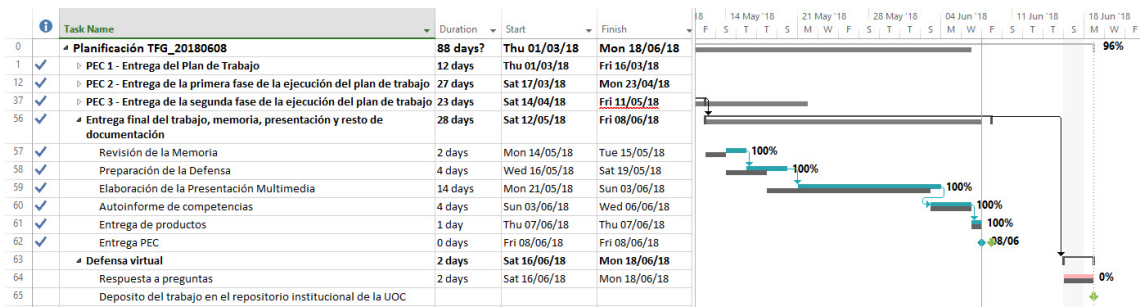 18 14 May '18 21 May '18 28 May '18 04 Jun '18 11 Jun '18 18 Jun '18
Task Name Duration Start Finish F S T T S M W F S T T S M W F S T T S M W F
0 Planificación TFG_20180608 88 days? Thu 01/03/18 Mon 18/06/18 96%
1 PEC 1 - Entrega del Plan de Trabajo 12 days Thu 01/03/18 Fri 16/03/18
12 PEC 2 - Entrega de la primera fase de la ejecución del plan de trabajo 27 days Sat 17/03/18 Mon 23/04/18
37 PEC 3 - Entrega de la segunda fase de la ejecución del plan de trabajo 23 days Sat 14/04/18 Fri 11/05/18
56 Entrega final del trabajo, memoria, presentación y resto de 28 days Sat 12/05/18 Fri 08/06/18
documentación
57 Revisión de la Memoria 2 days Mon 14/05/18 Tue 15/05/18 100%
58 Preparación de la Defensa 4 days Wed 16/05/18 Sat 19/05/18 100%
59 Elaboración de la Presentación Multimedia 14 days Mon 21/05/18 Sun 03/06/18 100%
60 Autoinforme de competencias 4 days Sun 03/06/18 Wed 06/06/18 100%
61 Entrega de productos 1 day Thu 07/06/18 Thu 07/06/18 100%
62 Entrega PEC 0 days Fri 08/06/18 Fri 08/06/18 08/06
63 Defensa virtual 2 days Sat 16/06/18 Mon 18/06/18
64 Respuesta a preguntas 2 days Sat 16/06/18 Mon 18/06/18 0%
65 Deposito del trabajo en el repositorio institucional de la UOC